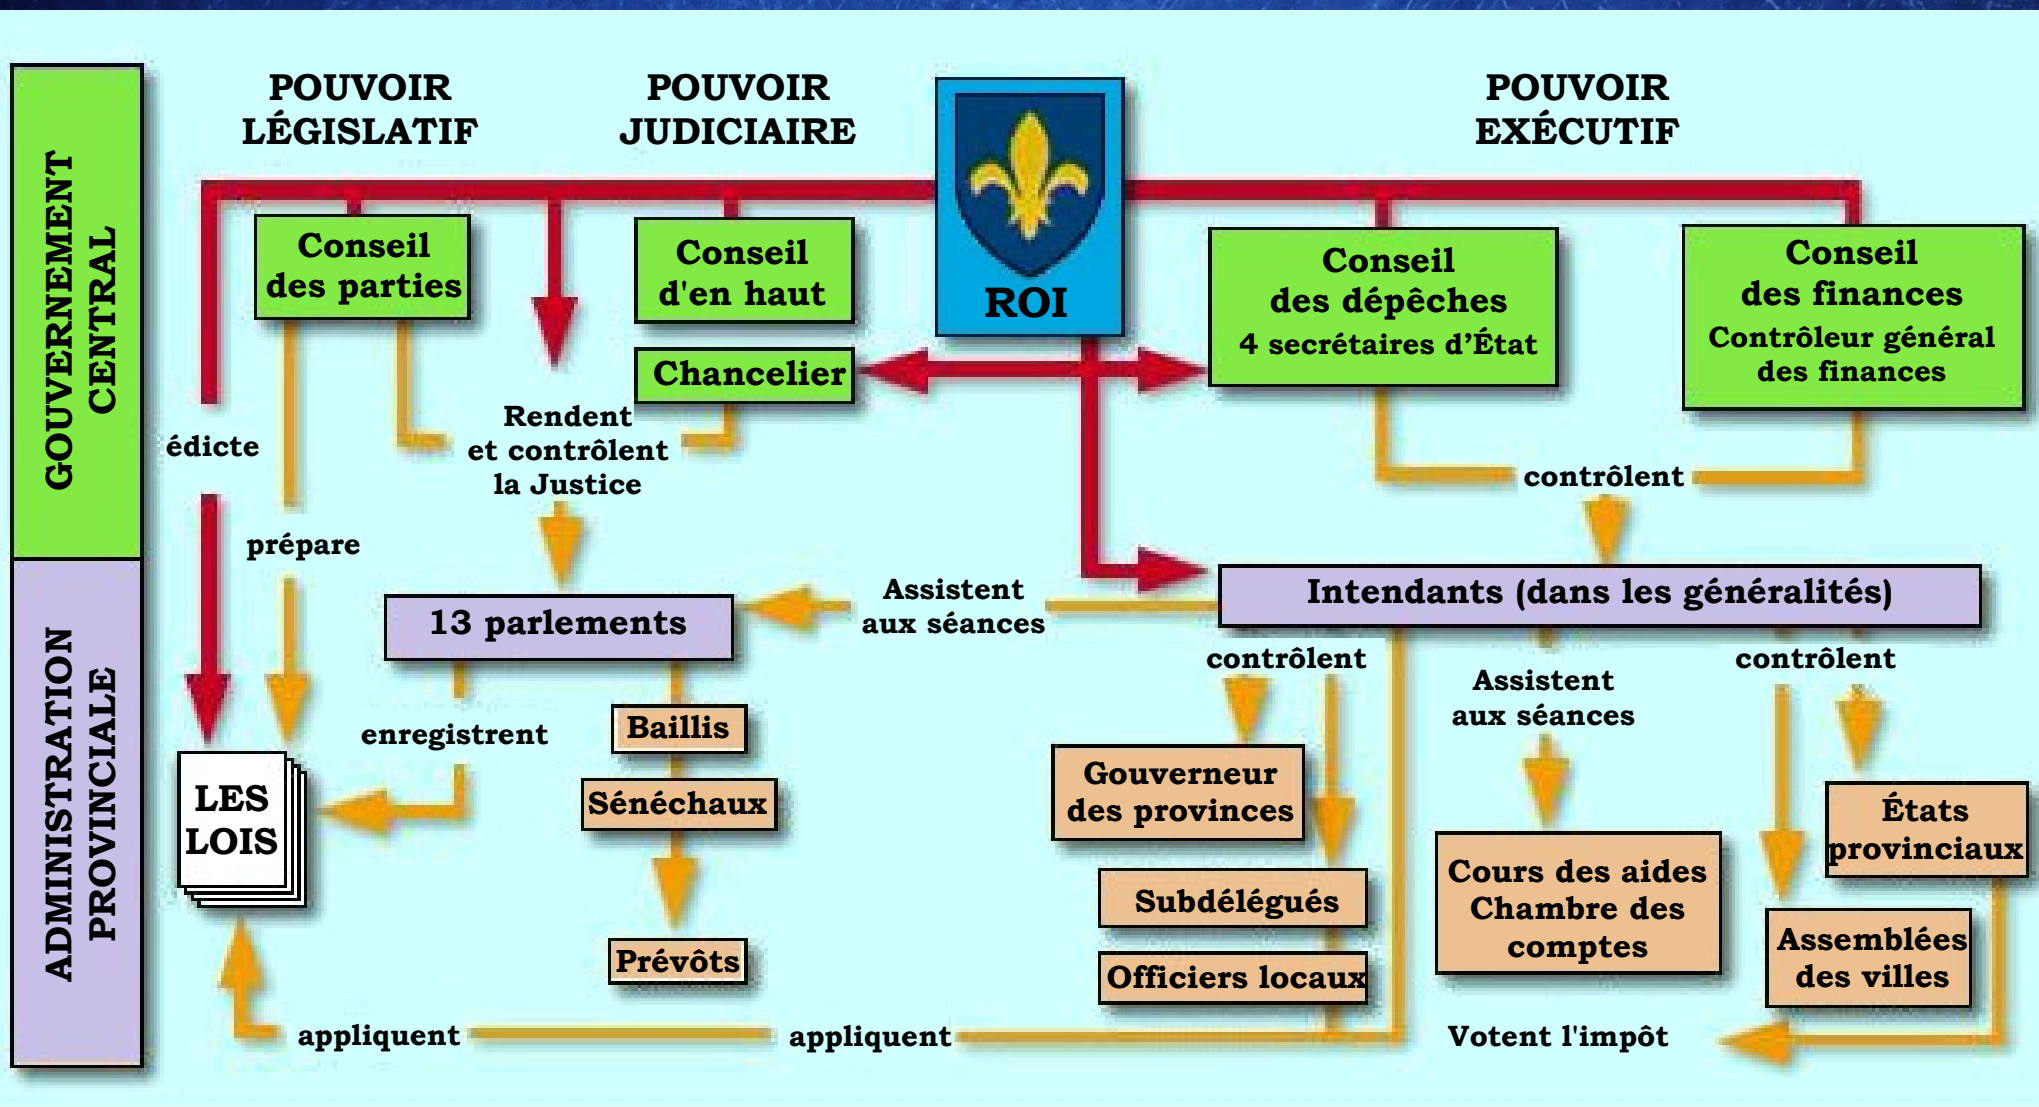 POUVOIR
LÉGISLATIF
POUVOIR
JUDICIAIRE
POUVOIR
EXÉCUTIF
GOUVERNEMENT
CENTRAL
ADMINISTRATION
PROVINCIALE
ROI
Conseil
des parties
Conseil
d'en haut
Chancelier
Conseil
des dépêches
4 secrétaires d’État
Conseil
des finances
Contrôleur général
des finances
édicte
prépare
Rendent
et contrôlent
la Justice
contrôlent
13 parlements
Assistent
aux séances
Intendants (dans les généralités)
enregistrent
Baillis
Sénéchaux
Prévôts
LES
LOIS
contrôlent
Gouverneur
des provinces
Subdélégués
Officiers locaux
Assistent
aux séances
Cours des aides
Chambre des
comptes
contrôlent
États
provinciaux
Assemblées
des villes
appliquent
appliquent
Votent l'impôt